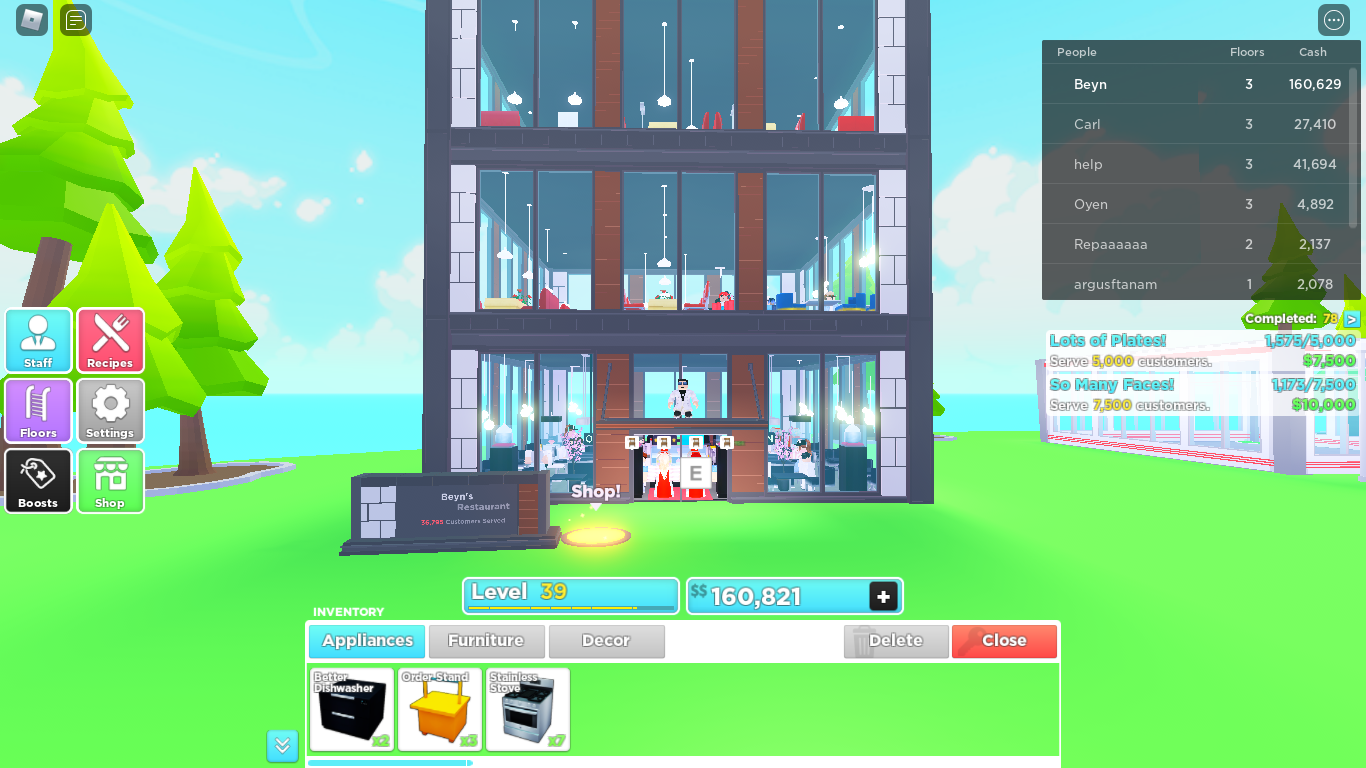 People Floors Cash
Beyn 3 160,629
Carl 3 27,410
help 3 41,694
Oyen 3 4,892
Repaaaaaa 2 2,137
argusftanam 1 2,078
Completed: 78 >
Lots of Plates! 1,575/5,000
Serve 5,000 customers. $7,500
So Many Faces! 1,173/7,500
Serve 7,500 customers. $10,000
Staff Recipes
Floors Settings
Boosts Shop
E
Beyn's
Restaurant
36,795 Customers Served
Shop!
Level 39
$$ 160,821 +
INVENTORY
Appliances Furniture Decor Delete Close
Better
Dishwasher
x2
Order Stand
x3
Stainless
Stove
x7